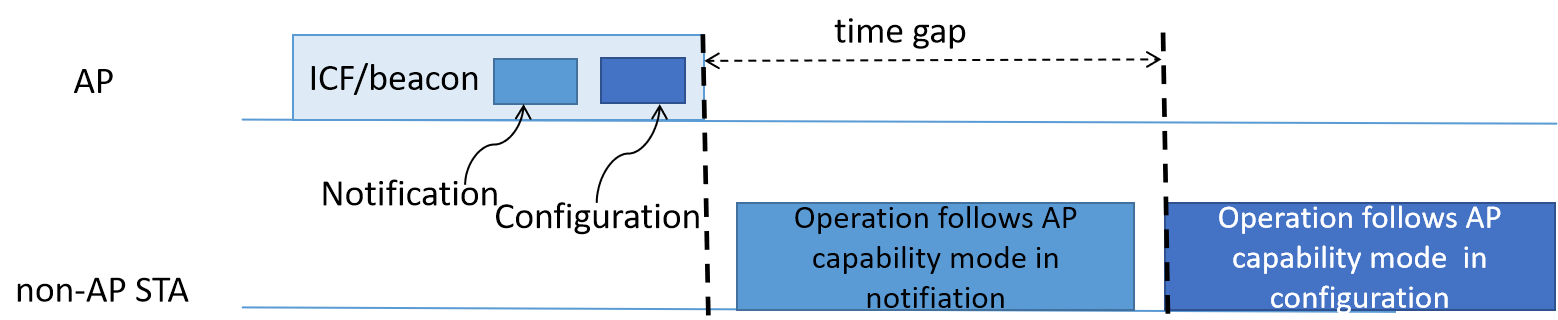 time gap
AP
ICF/beacon
Notification
Configuration
Operation follows AP
capability mode in
notifiation
Operation follows AP
capability mode in
configuration
non-AP STA